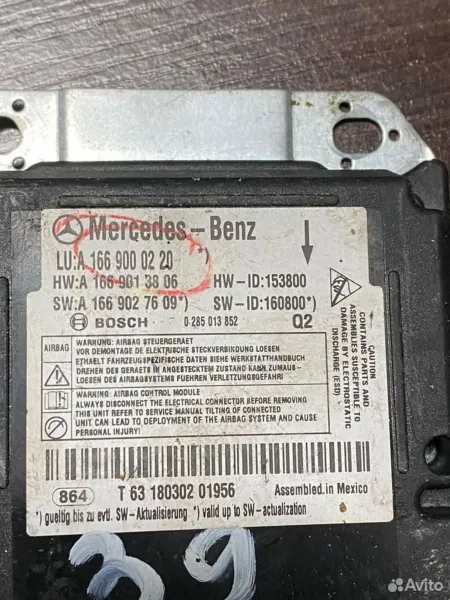 Mercedes-Benz
LU:A 166 900 02 20
HW:A 166 901 38 06 HW-ID:153800
SW:A 166 902 76 09*) SW-ID:160800*)
BOSCH 0 285 013 852 Q2
AIRBAG
WARNUNG: AIRBAG STEUERGERAET
VOR DEMONTAGE DE ELEKTRISCHE STECKVERBINDUNG LOESEN
EHTAELT FAHRZEUGSPEZIFISCHE DATEN SIEHE WERKSTATTHANDBUCH
DREHEN DES GERAETS IN ANGESTECKTEM ZUSTAND KABN ZUMAUS-
LOESEN DES AIRBAGSYSTEMS FUEHREN VERLETZUNGSGEFAHR!
AIRBAG
WARNING: AIRBAG CONTROL MODULE
ALWAYS DISCONNECT THE ELECTRICAL CONNECTOR BEFORE REMOVING
THIS UNIT REFER TO SERVICE MANUAL TILTING OF CONNECTED
UNIT CAN LEAD TO DEPLOYMENT OF THE AIRBAG SYSTEM
PERSONAL INJURY!
CAUTION
CONTAINS PARTS AND
ASSEMBLIES SUSCEPTIBLE TO
DAMAGE BY ELECTROSTATIC
DISCHARGE (ESD)
864 T 63 180302 01956 Assembled.in Mexico
*) gueltig bis zu evtl. SW-Aktualisierung *) valid up to SW-actualization
39
Avito